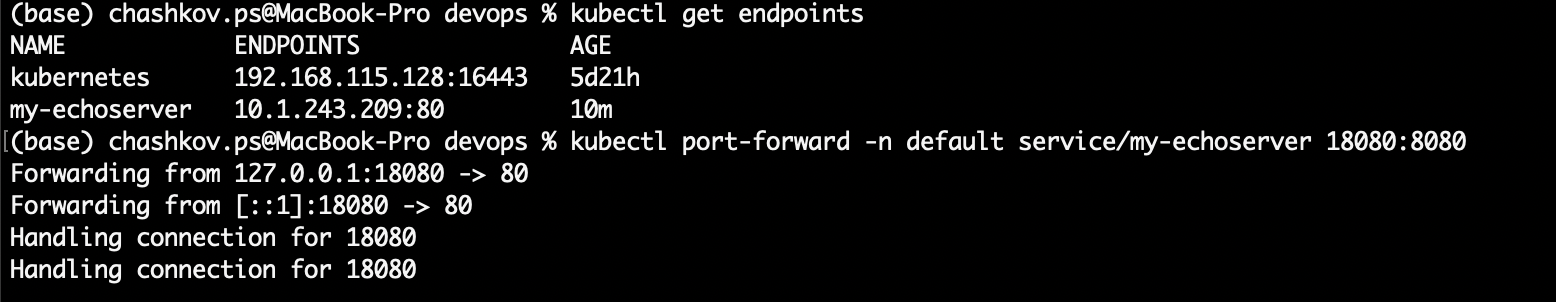 (base) chashkov.ps@MacBook-Pro devops % kubectl get endpoints
NAME ENDPOINTS AGE
kubernetes 192.168.115.128:16443 5d21h
my-echoserver 10.1.243.209:80 10m
[(base) chashkov.ps@MacBook-Pro devops % kubectl port-forward -n default service/my-echoserver 18080:8080
Forwarding from 127.0.0.1:18080 -> 80
Forwarding from [::1]:18080 -> 80
Handling connection for 18080
Handling connection for 18080